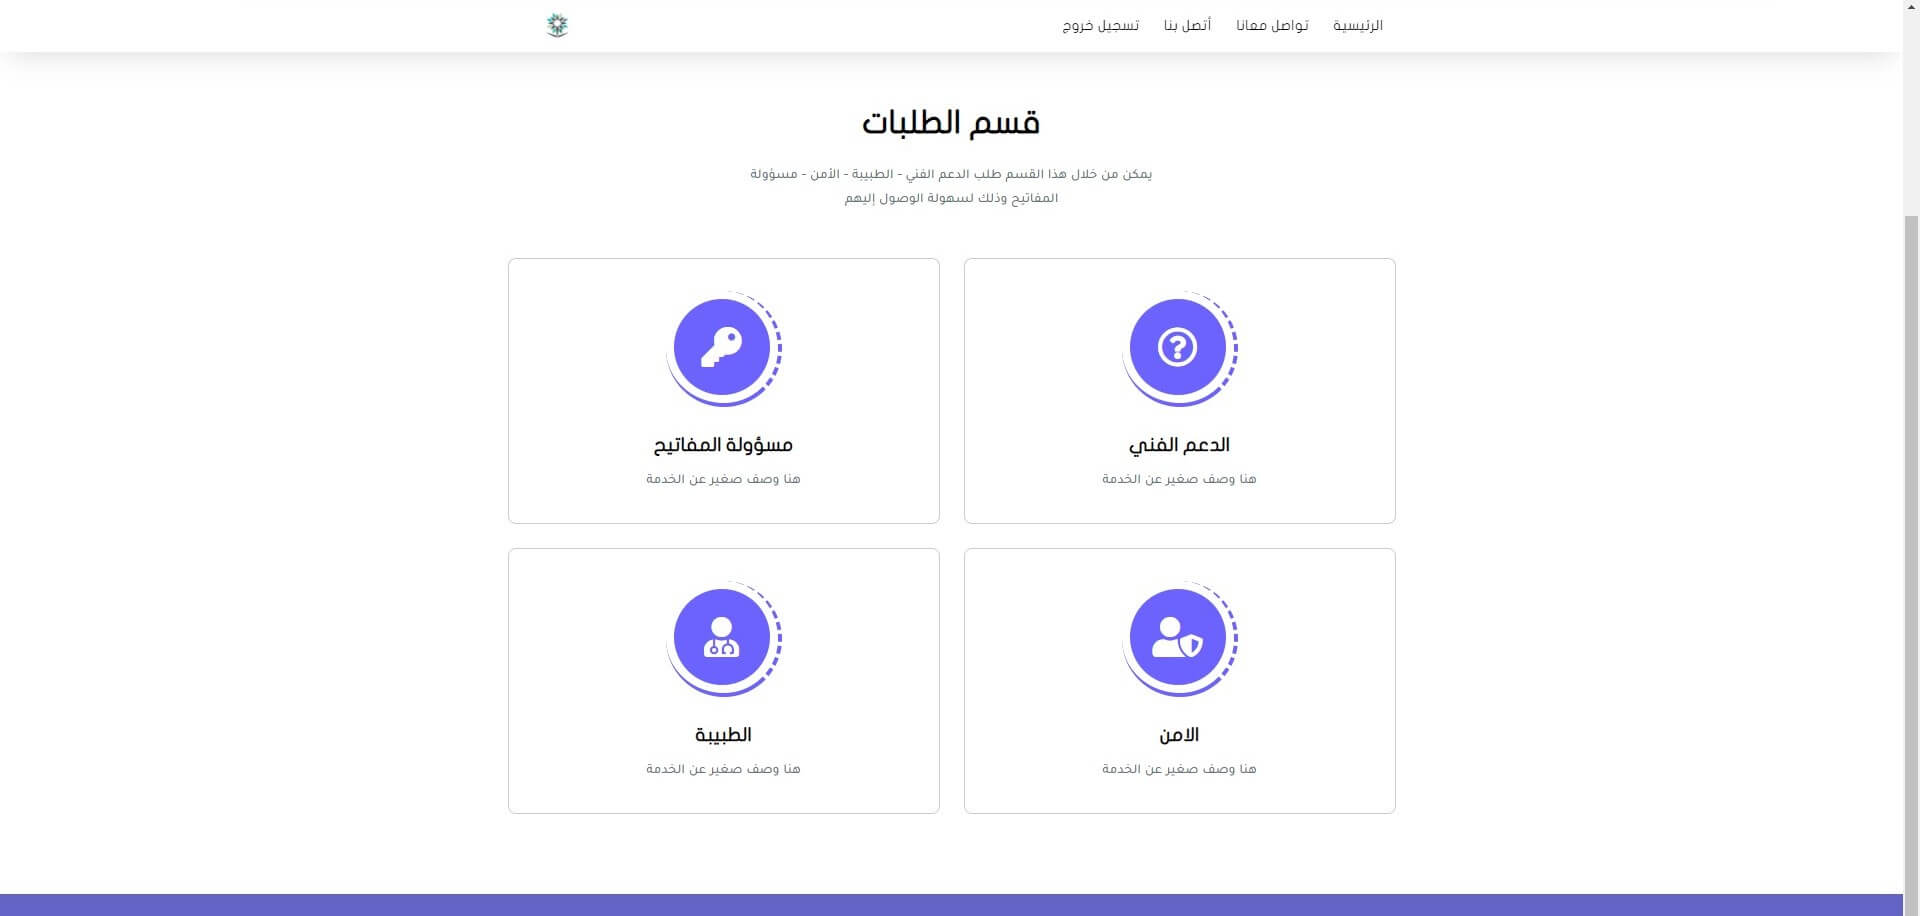 الرئيسية
تواصل معانا
أتصل بنا
تسجيل خروج
قسم الطلبات
يمكن من خلال هذا القسم طلب الدعم الفني - الطبيبة - الأمن - مسؤولة
المفاتيح وذلك لسهولة الوصول إليهم
الدعم الفني
هنا وصف صغير عن الخدمة
مسؤولة المفاتيح
هنا وصف صغير عن الخدمة
الامن
هنا وصف صغير عن الخدمة
الطبيبة
هنا وصف صغير عن الخدمة